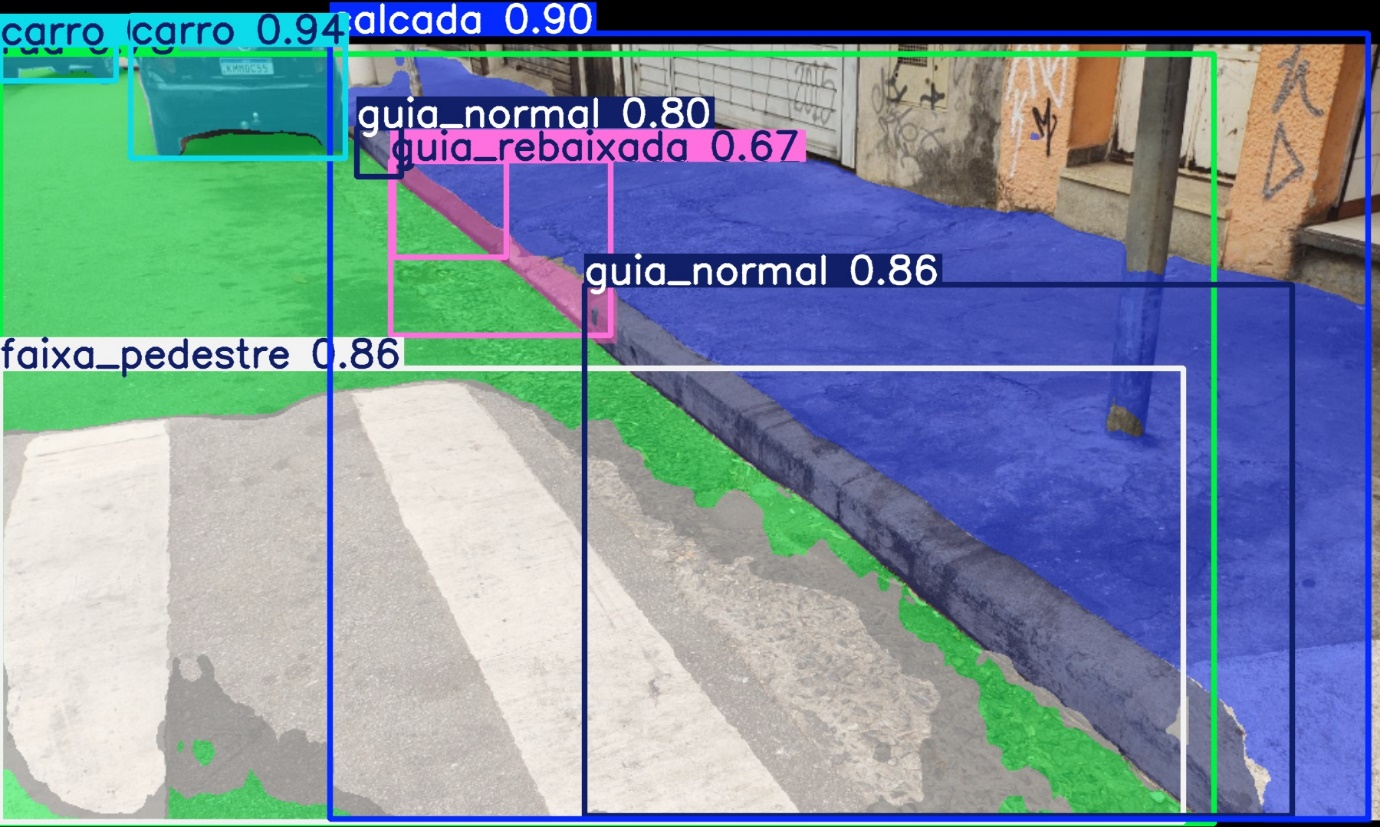 carro
carro 0.94
calcada 0.90
guia_normal 0.80
guia_rebaixada 0.67
guia_normal 0.86
faixa_pedestre 0.86